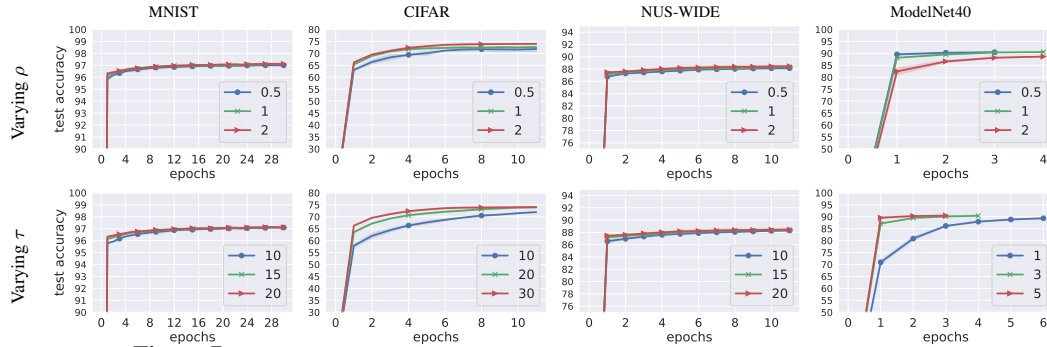 MNIST CIFAR NUS-WIDE ModelNet40
Varying ρ
test accuracy
100 99 98 97 96 95 94 93 92 91 90
0 4 8 12 16 20 24 28
epochs
0.5
1
2
80 75 70 65 60 55 50 45 40 35 30
0 2 4 6 8 10
epochs
0.5
1
2
94 92 90 88 86 84 82 80 78 76
0 2 4 6 8 10
epochs
0.5
1
2
100 95 90 85 80 75 70 65 60 55 50
0 1 2 3 4
epochs
0.5
1
2
Varying τ
test accuracy
100 99 98 97 96 95 94 93 92 91 90
0 4 8 12 16 20 24 28
epochs
10
15
20
80 75 70 65 60 55 50 45 40 35 30
0 2 4 6 8 10
epochs
10
20
30
94 92 90 88 86 84 82 80 78 76
0 2 4 6 8 10
epochs
10
15
20
100 95 90 85 80 75 70 65 60 55 50
0 1 2 3 4 5 6
epochs
1
3
5